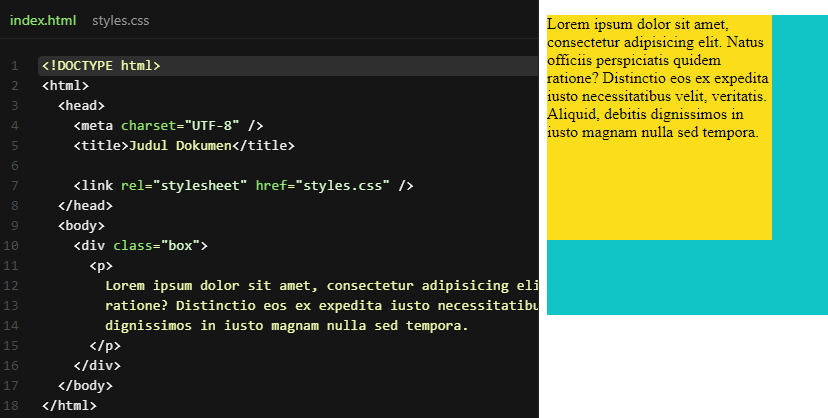 index.html styles.css
1 <!DOCTYPE html>
2 <html>
3 <head>
4 <meta charset="UTF-8" />
5 <title>Judul Dokumen</title>
6
7 <link rel="stylesheet" href="styles.css" />
8 </head>
9 <body>
10 <div class="box">
11 <p>
12 Lorem ipsum dolor sit amet, consectetur adipisicing eli
13 ratione? Distinctio eos ex expedita iusto necessitatibu
14 dignissimos in iusto magnam nulla sed tempora.
15 </p>
16 </div>
17 </body>
18 </html>
Lorem ipsum dolor sit amet,
consectetur adipisicing elit. Natus
officiis perspiciatis quidem
ratione? Distinctio eos ex expedita
iusto necessitatibus velit, veritatis.
Aliquid, debitis dignissimos in
iusto magnam nulla sed tempora.